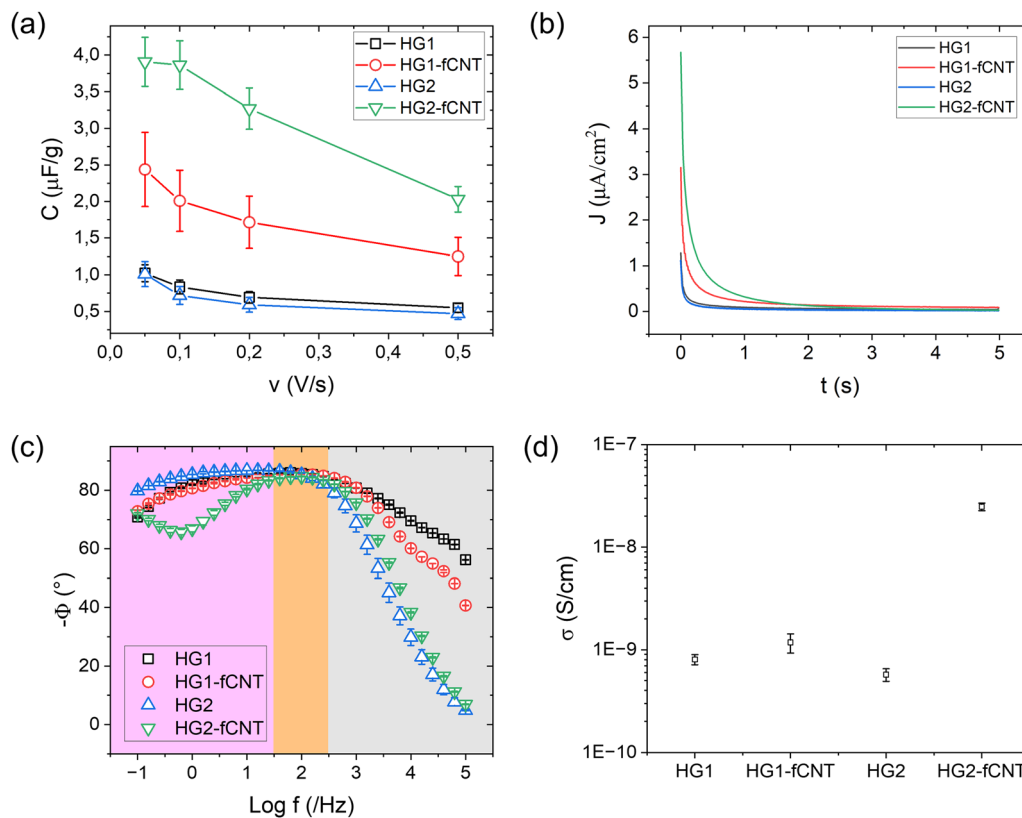 (a)
HG1
HG1-fCNT
HG2
HG2-fCNT
4,0
3,5
3,0
2,5
2,0
1,5
1,0
0,5
C (μF/g)
0,0 0,1 0,2 0,3 0,4 0,5
v (V/s)
(b)
HG1
HG1-fCNT
HG2
HG2-fCNT
6
5
4
3
2
1
0
J (μA/cm²)
0 1 2 3 4 5
t (s)
(c)
80
60
40
20
0
-Φ (°)
HG1
HG1-fCNT
HG2
HG2-fCNT
−1 0 1 2 3 4 5
Log f (/Hz)
(d)
1E−7
1E−8
1E−9
1E−10
σ (S/cm)
HG1 HG1-fCNT HG2 HG2-fCNT